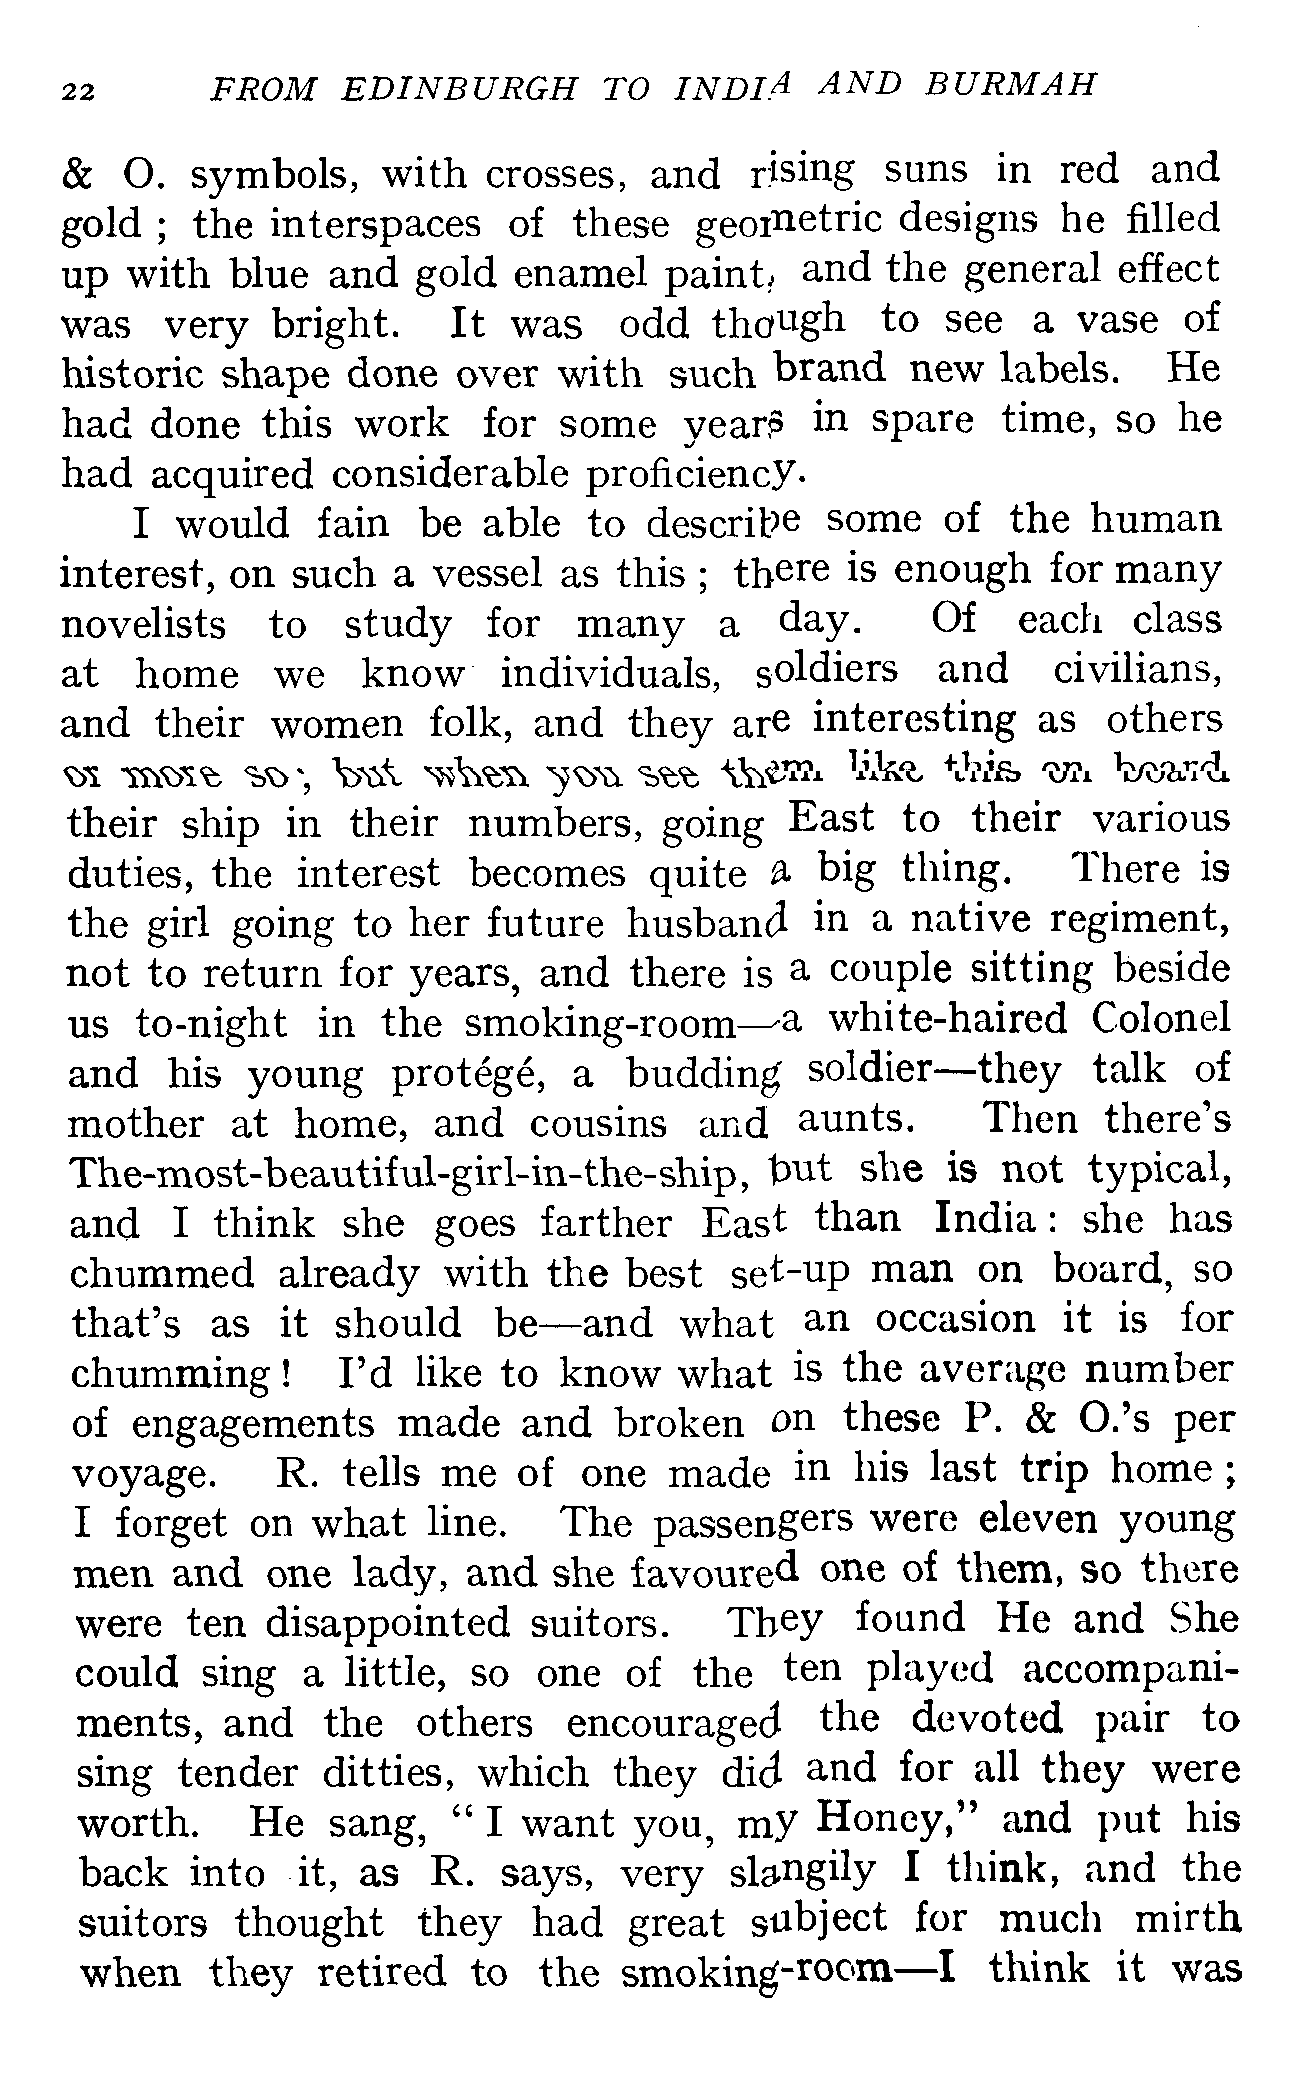 22 FROM EDINBURGH TO INDIA AND BURMAH
& O. symbols, with crosses, and rising suns in red and
gold ; the interspaces of these geometric designs he filled
up with blue and gold enamel paint, and the general effect
was very bright. It was odd though to see a vase of
historic shape done over with such brand new labels. He
had done this work for some years in spare time, so he
had acquired considerable proficiency.
I would fain be able to describe some of the human
interest, on such a vessel as this ; there is enough for many
novelists to study for many a day. Of each class
at home we know individuals, soldiers and civilians,
and their women folk, and they are interesting as others
or more so ; but when you see them like this on board
their ship in their numbers, going East to their various
duties, the interest becomes quite a big thing. There is
the girl going to her future husband in a native regiment,
not to return for years, and there is a couple sitting beside
us to-night in the smoking-room—a white-haired Colonel
and his young protégé, a budding soldier—they talk of
mother at home, and cousins and aunts. Then there's
The-most-beautiful-girl-in-the-ship, but she is not typical,
and I think she goes farther East than India : she has
chummed already with the best set-up man on board, so
that's as it should be—and what an occasion it is for
chumming ! I'd like to know what is the average number
of engagements made and broken on these P. & O.'s per
voyage. R. tells me of one made in his last trip home ;
I forget on what line. The passengers were eleven young
men and one lady, and she favoured one of them, so there
were ten disappointed suitors. They found He and She
could sing a little, so one of the ten played accompani-
ments, and the others encouraged the devoted pair to
sing tender ditties, which they did and for all they were
worth. He sang, “ I want you, my Honey,” and put his
back into it, as R. says, very slangily I think, and the
suitors thought they had great subject for much mirth
when they retired to the smoking-room—I think it was